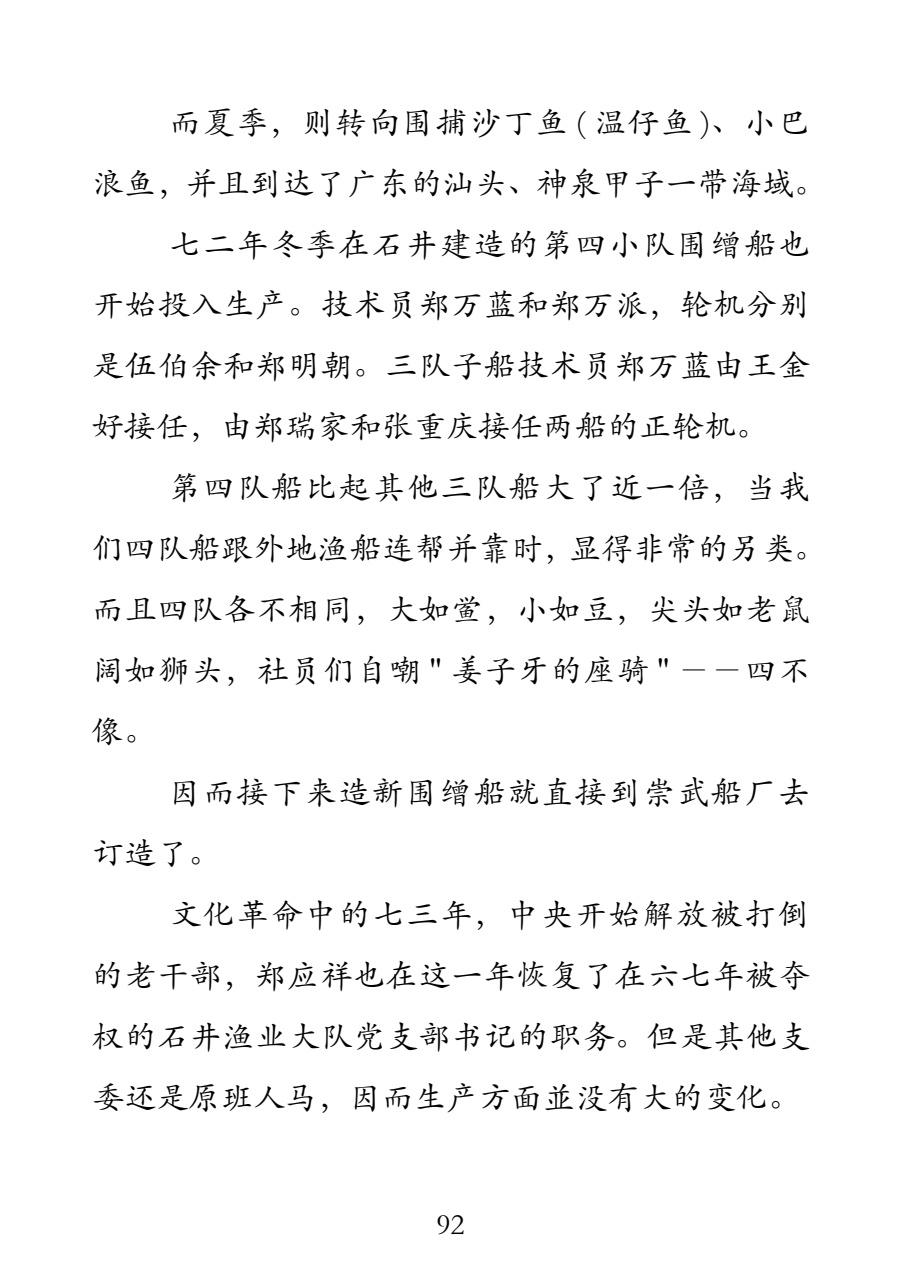 而夏季，则转向围捕沙丁鱼(温仔鱼)、小巴
浪鱼，并且到达了广东的汕头、神泉甲子一带海域。
七二年冬季在石井建造的第四小队围缯船也
开始投入生产。技术员郑万蓝和郑万派，轮机分别
是伍伯余和郑明朝。三队子船技术员郑万蓝由王金
好接任，由郑瑞家和张重庆接任两船的正轮机。
第四队船比起其他三队船大了近一倍，当我
们四队船跟外地渔船连帮并靠时，显得非常的另类。
而且四队各不相同，大如鲎，小如豆，尖头如老鼠
阔如狮头，社员们自嘲"姜子牙的座骑"－－四不
像。
因而接下来造新围缯船就直接到崇武船厂去
订造了。
文化革命中的七三年，中央开始解放被打倒
的老干部，郑应祥也在这一年恢复了在六七年被夺
权的石井渔业大队党支部书记的职务。但是其他支
委还是原班人马，因而生产方面並没有大的变化。
92